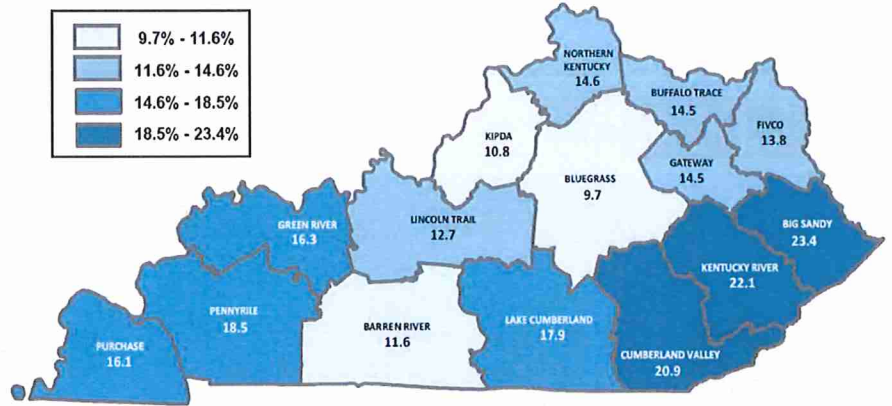 9.7% - 11.6%
11.6% - 14.6%
14.6% - 18.5%
18.5% - 23.4%
NORTHERN
KENTUCKY
14.6
BUFFALO TRACE
14.5
FIVCO
13.8
KIPDA
10.8
GATEWAY
14.5
BLUEGRASS
9.7
LINCOLN TRAIL
12.7
GREEN RIVER
16.3
BIG SANDY
23.4
KENTUCKY RIVER
22.1
PENNYRILE
18.5
BARREN RIVER
11.6
LAKE CUMBERLAND
17.9
PURCHASE
16.1
CUMBERLAND VALLEY
20.9